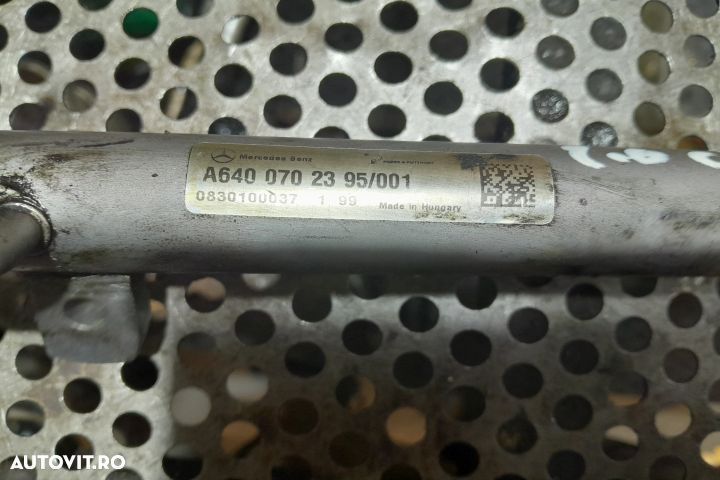 Mercedes Benz
A640 070 23 95/001
0830100037 1 99
Made in Hungary
AUTOVIT.RO